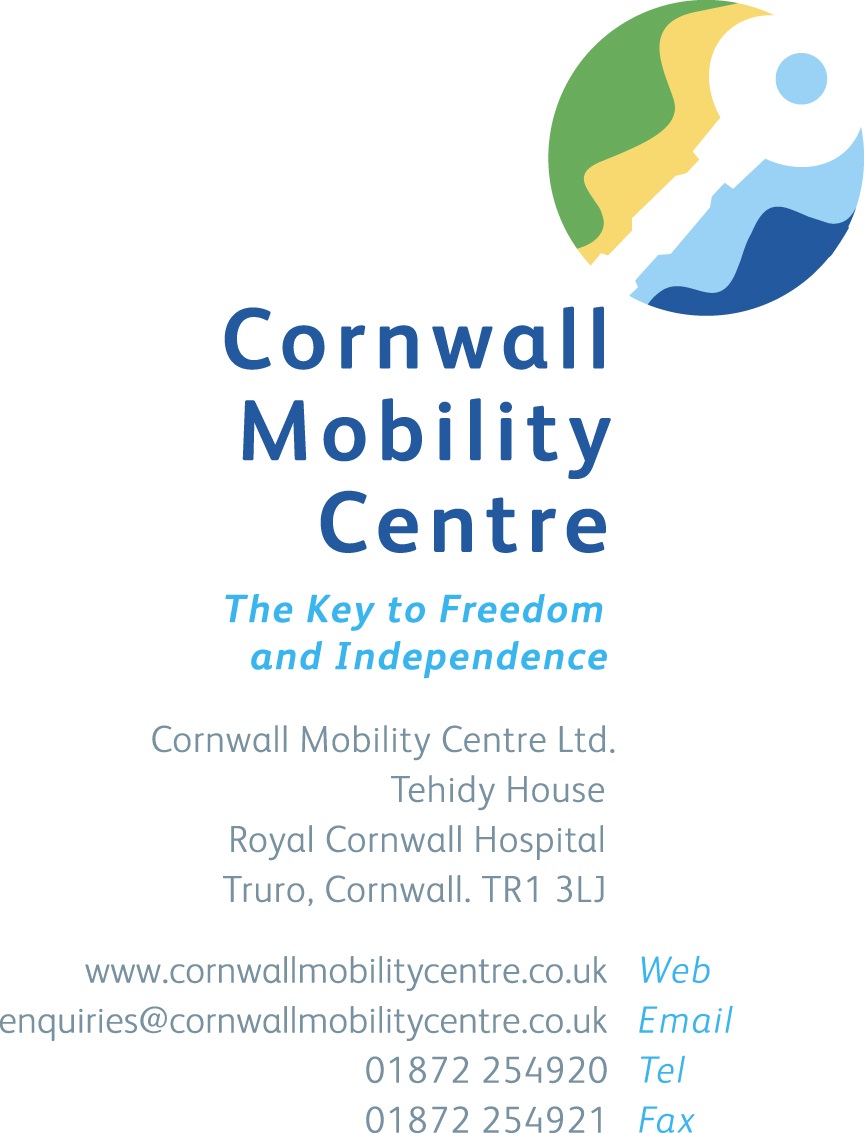 Cornwall
Mobility
Centre
The Key to Freedom
and Independence
Cornwall Mobility Centre Ltd.
Tehidy House
Royal Cornwall Hospital
Truro, Cornwall. TR1 3LJ
www.cornwallmobilitycentre.co.uk Web
enquiries@cornwallmobilitycentre.co.uk Email
01872 254920 Tel
01872 254921 Fax